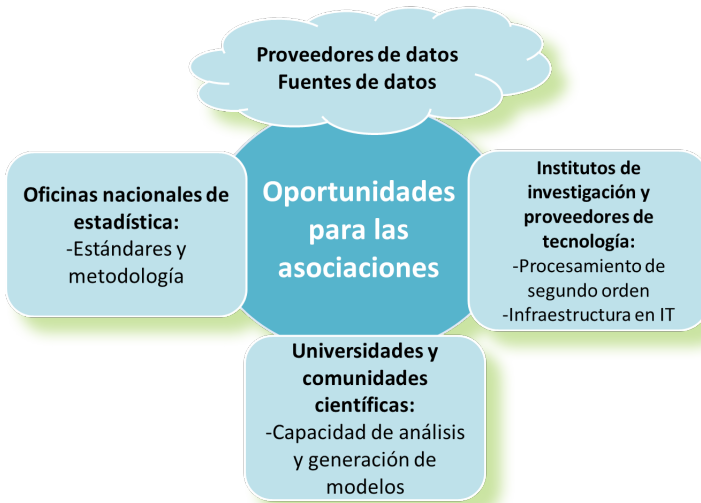 Proveedores de datos
Fuentes de datos
Oficinas nacionales de
estadística:
-Estándares y
metodología
Oportunidades
para las
asociaciones
Institutos de
investigación y
proveedores de
tecnología:
-Procesamiento de
segundo orden
-Infraestructura en IT
Universidades y
comunidades
científicas:
-Capacidad de análisis
y generación de
modelos